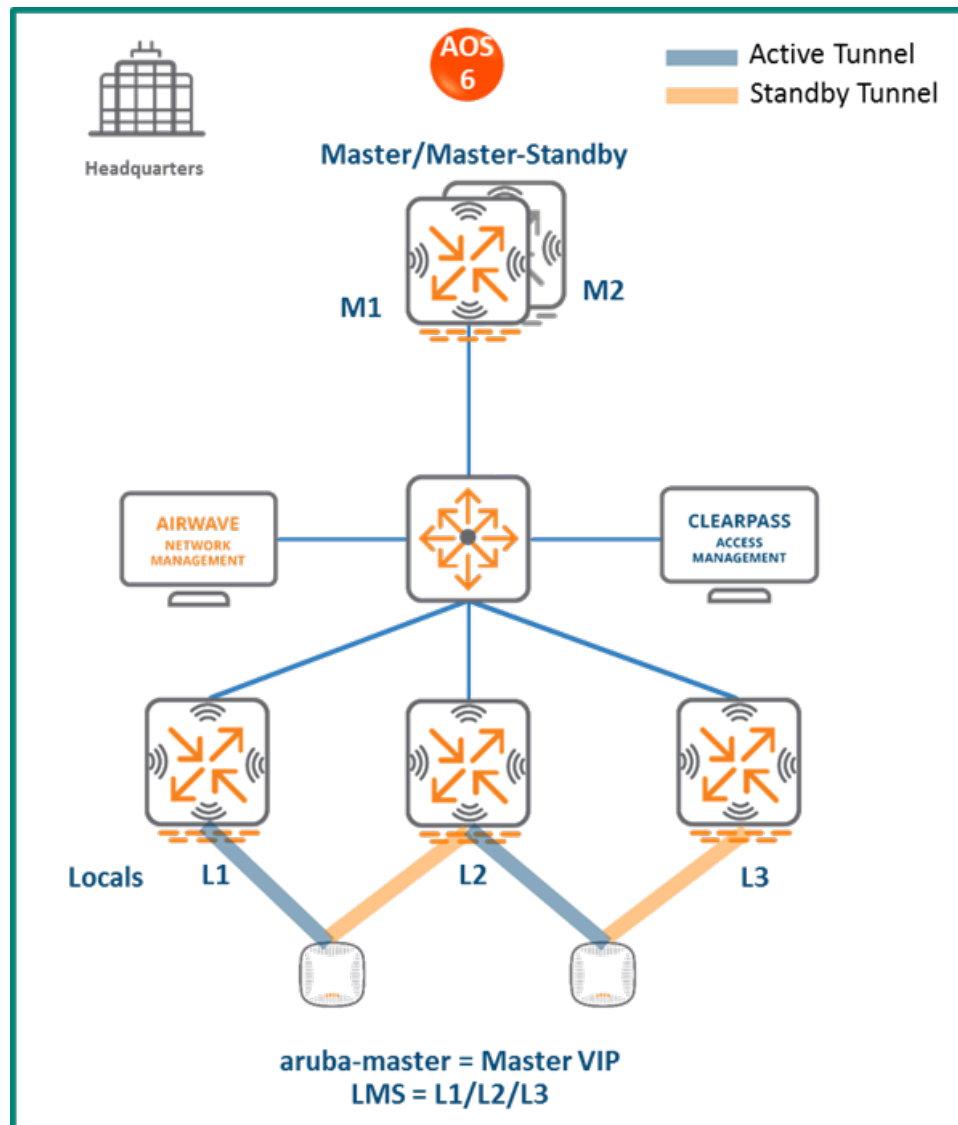 AOS
6
Active Tunnel
Standby Tunnel
Headquarters
Master/Master-Standby
M1
M2
AIRWAVE
NETWORK
MANAGEMENT
CLEARPASS
ACCESS
MANAGEMENT
Locals
L1
L2
L3
aruba-master = Master VIP
LMS = L1/L2/L3